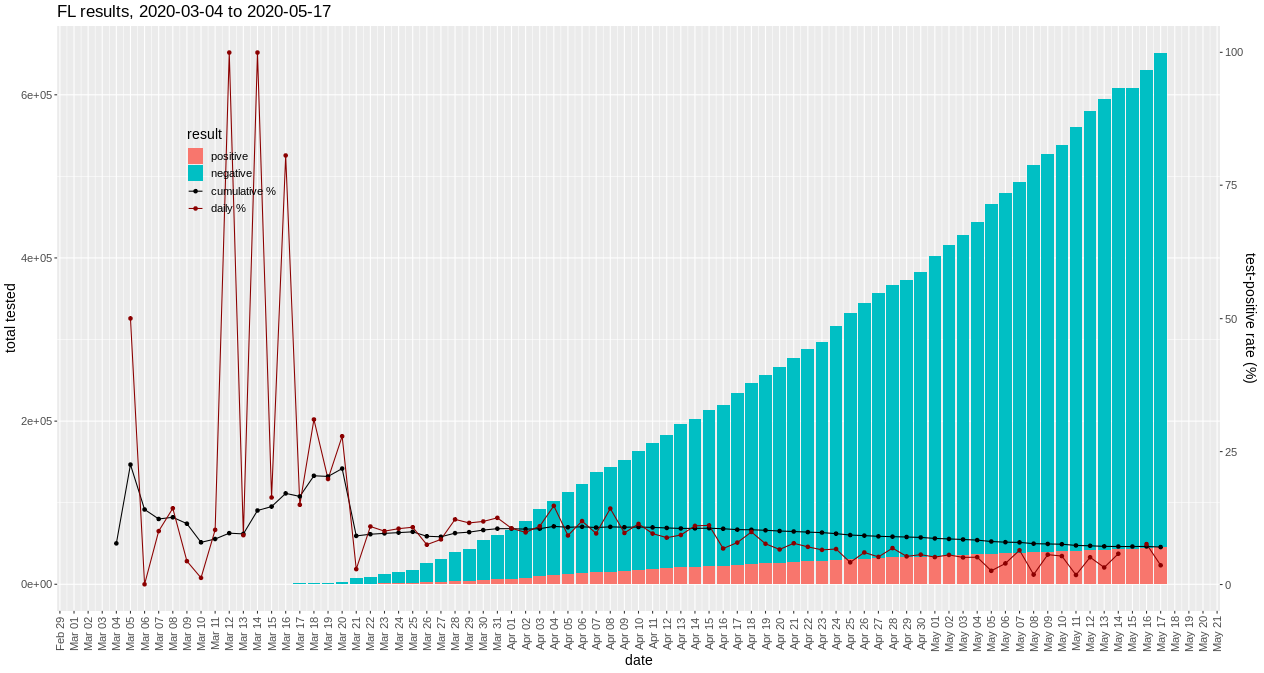 FL results, 2020-03-04 to 2020-05-17
total tested
6e+05
4e+05
2e+05
0e+00
result
positive
negative
cumulative %
daily %
100
75
50
25
0
test-positive rate (%)
Feb 29
Mar 01
Mar 02
Mar 03
Mar 04
Mar 05
Mar 06
Mar 07
Mar 08
Mar 09
Mar 10
Mar 11
Mar 12
Mar 13
Mar 14
Mar 15
Mar 16
Mar 17
Mar 18
Mar 19
Mar 20
Mar 21
Mar 22
Mar 23
Mar 24
Mar 25
Mar 26
Mar 27
Mar 28
Mar 29
Mar 30
Mar 31
Apr 01
Apr 02
Apr 03
Apr 04
Apr 05
Apr 06
Apr 07
Apr 08
Apr 09
Apr 10
Apr 11
Apr 12
Apr 13
Apr 14
Apr 15
Apr 16
Apr 17
Apr 18
Apr 19
Apr 20
Apr 21
Apr 22
Apr 23
Apr 24
Apr 25
Apr 26
Apr 27
Apr 28
Apr 29
Apr 30
May 01
May 02
May 03
May 04
May 05
May 06
May 07
May 08
May 09
May 10
May 11
May 12
May 13
May 14
May 15
May 16
May 17
May 18
May 19
May 20
May 21
date